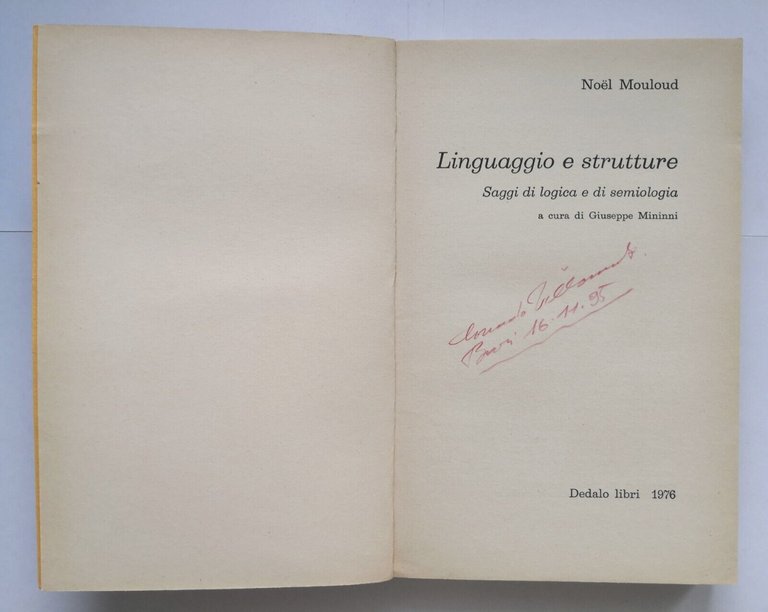 Noël Mouloud
Linguaggio e strutture
Saggi di logica e di semiologia
a cura di Giuseppe Mininni
Bari 16.11.95
Dedalo libri 1976